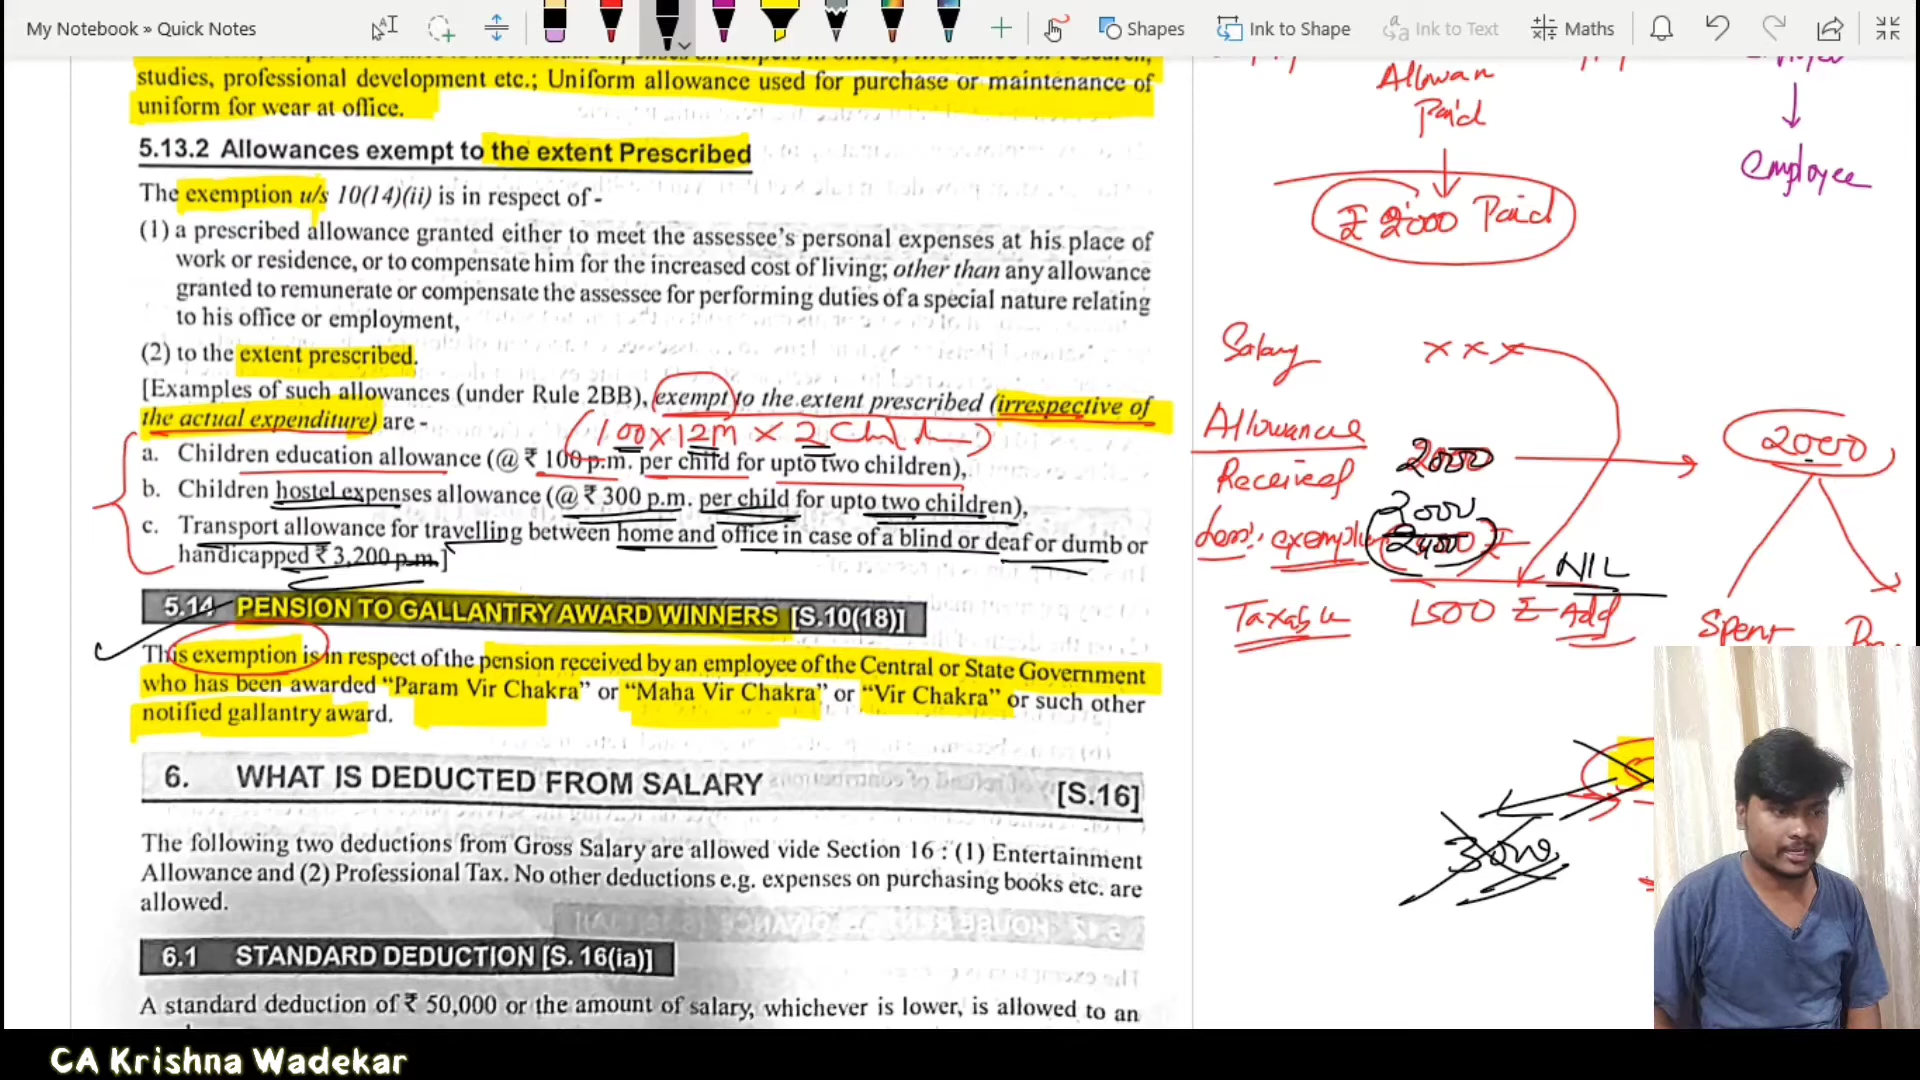 My Notebook » Quick Notes
Shapes
Ink to Shape
Ink to Text
Maths
studies, professional development etc.; Uniform allowance used for purchase or maintenance of
uniform for wear at office.
5.13.2 Allowances exempt to the extent Prescribed
The exemption u/s 10(14)(ii) is in respect of -
(1) a prescribed allowance granted either to meet the assessee's personal expenses at his place of
work or residence, or to compensate him for the increased cost of living; other than any allowance
granted to remunerate or compensate the assessee for performing duties of a special nature relating
to his office or employment,
(2) to the extent prescribed.
[Examples of such allowances (under Rule 2BB), exempt to the extent prescribed (irrespective of
the actual expenditure) are -
(100 x 12m x 2
a. Children education allowance (@ ₹ 100 p.m. per child for upto two children),
b. Children hostel expenses allowance (@ ₹ 300 p.m. per child for upto two children),
c. Transport allowance for travelling between home and office in case of a blind or deaf or dumb or
handicapped ₹ 3,200 p.m.]
5.14 PENSION TO GALLANTRY AWARD WINNERS [S.10(18)]
This exemption is in respect of the pension received by an employee of the Central or State Government
who has been awarded "Param Vir Chakra" or "Maha Vir Chakra" or "Vir Chakra" or such other
notified gallantry award.
6. WHAT IS DEDUCTED FROM SALARY [S.16]
The following two deductions from Gross Salary are allowed vide Section 16 : (1) Entertainment
Allowance and (2) Professional Tax. No other deductions e.g. expenses on purchasing books etc. are
allowed.
6.1 STANDARD DEDUCTION [S. 16(ia)]
A standard deduction of ₹ 50,000 or the amount of salary, whichever is lower, is allowed to an
Allowan
Paid
employee
₹ 2000 Paid
Salary x x x
Allowances
Received 2000
2000
2000
Less: exempt
NIL
Taxable 1500 Add
Spent
3000
CA Krishna Wadekar